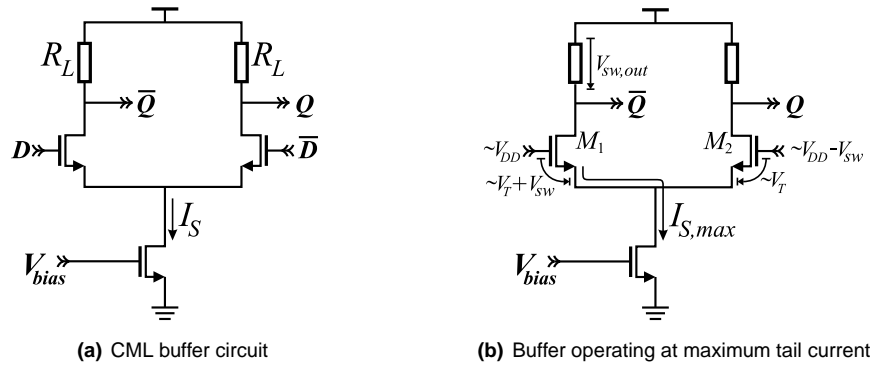 R_L R_L
Q̅ Q
D D̅
I_S
V_bias
(a) CML buffer circuit
V_sw,out
Q̅ Q
M_1 M_2
~V_DD ~V_DD-V_sw
~V_T+V_sw ~V_T
I_S,max
V_bias
(b) Buffer operating at maximum tail current